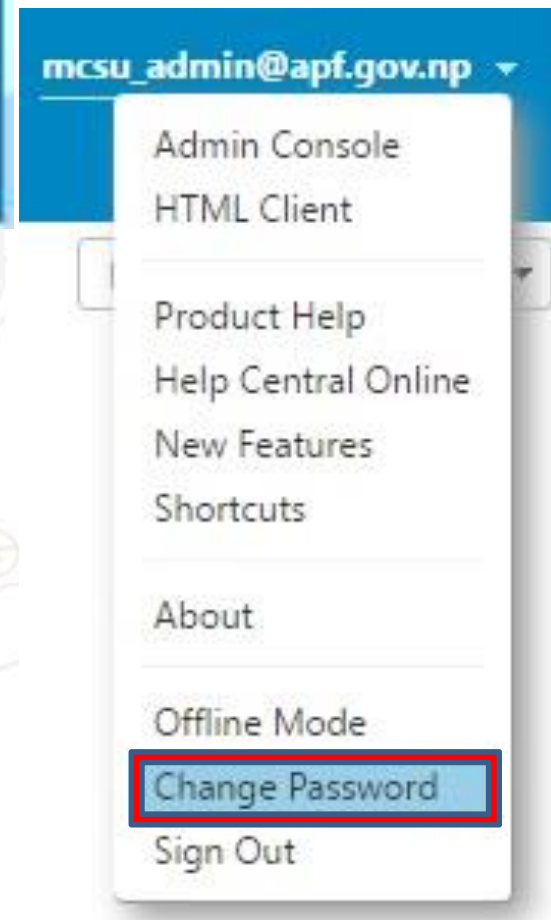 mcsu_admin@apf.gov.np
Admin Console
HTML Client
Product Help
Help Central Online
New Features
Shortcuts
About
Offline Mode
Change Password
Sign Out